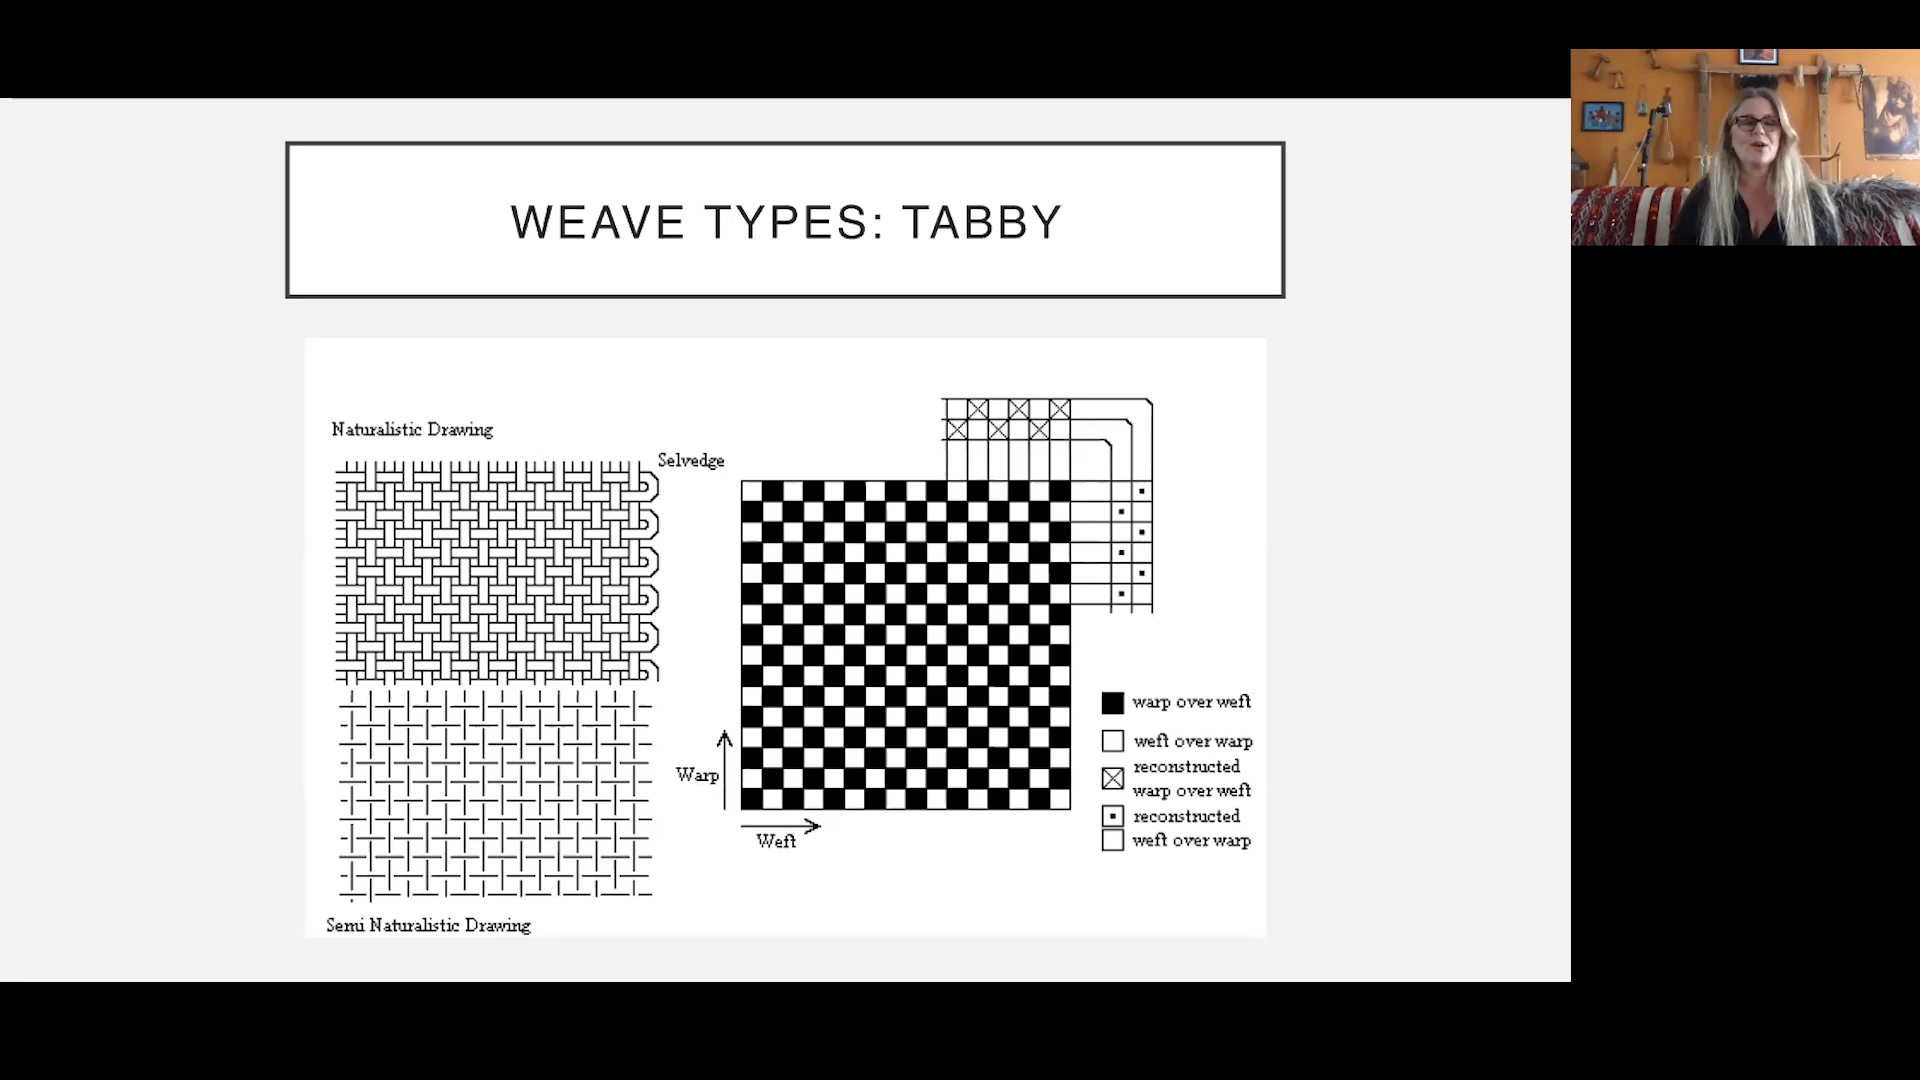 WEAVE TYPES: TABBY
Naturalistic Drawing
Selvedge
Warp
Weft
warp over weft
weft over warp
reconstructed
warp over weft
reconstructed
weft over warp
Semi Naturalistic Drawing